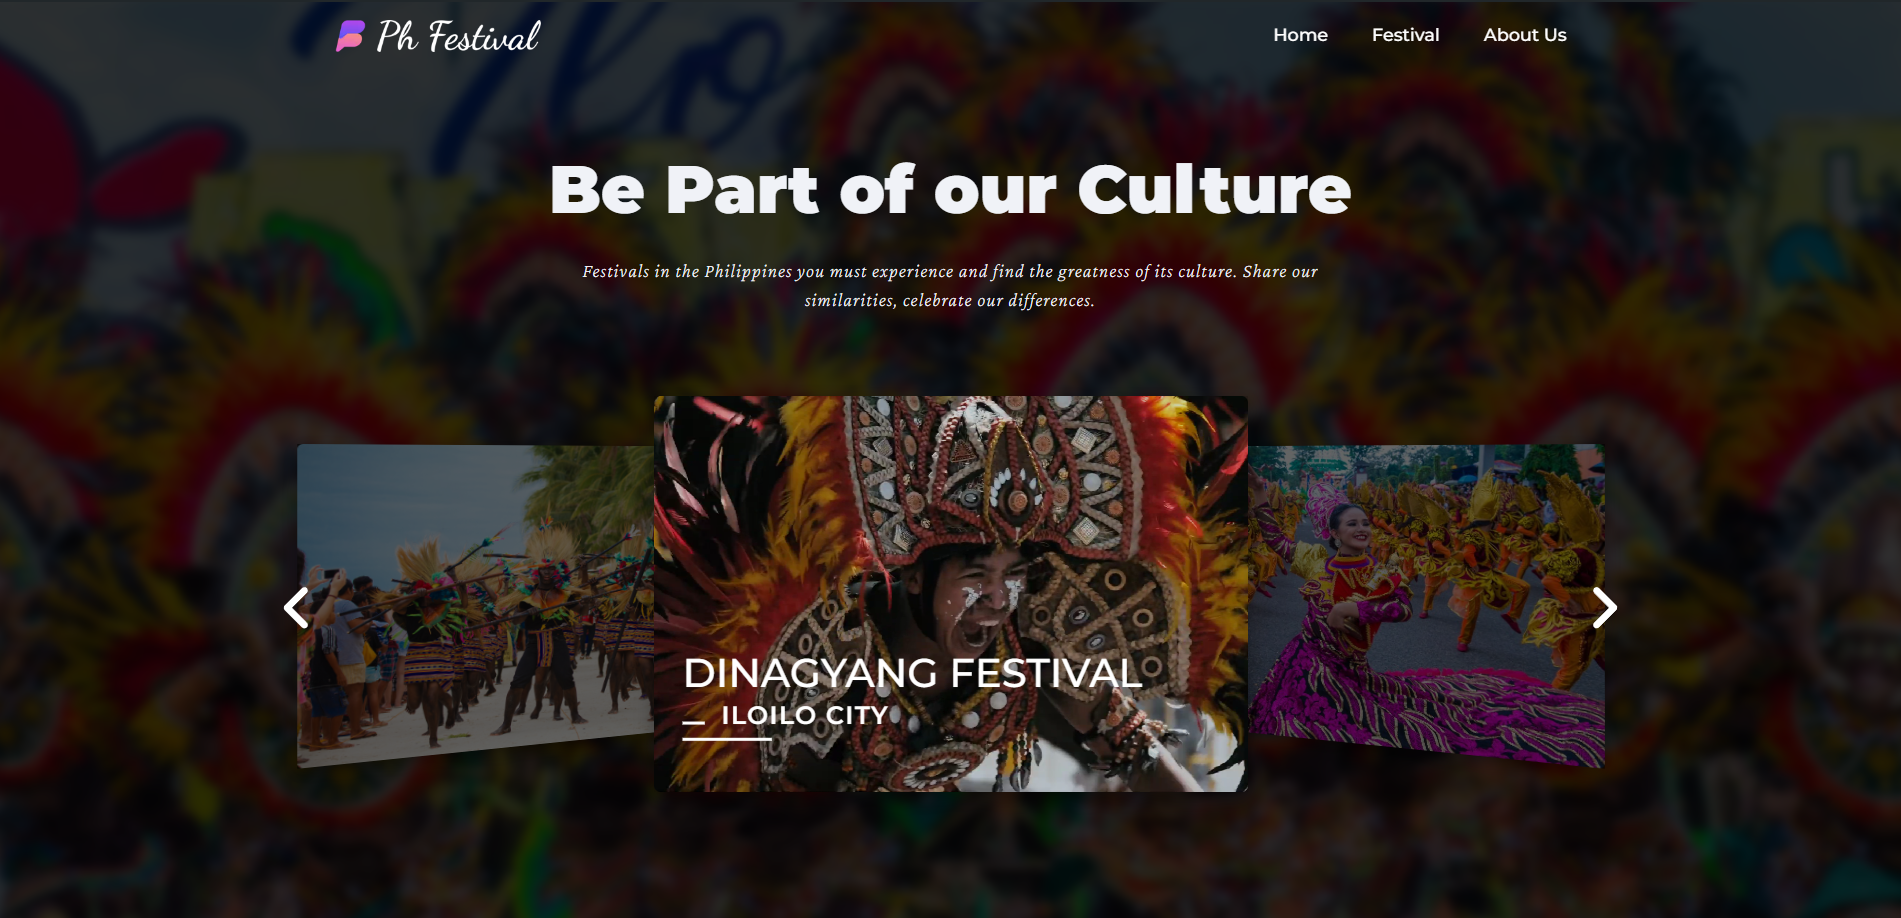 Ph Festival
Home
Festival
About Us
Be Part of our Culture
Festivals in the Philippines you must experience and find the greatness of its culture. Share our
similarities, celebrate our differences.
DINAGYANG FESTIVAL
ILOILO CITY